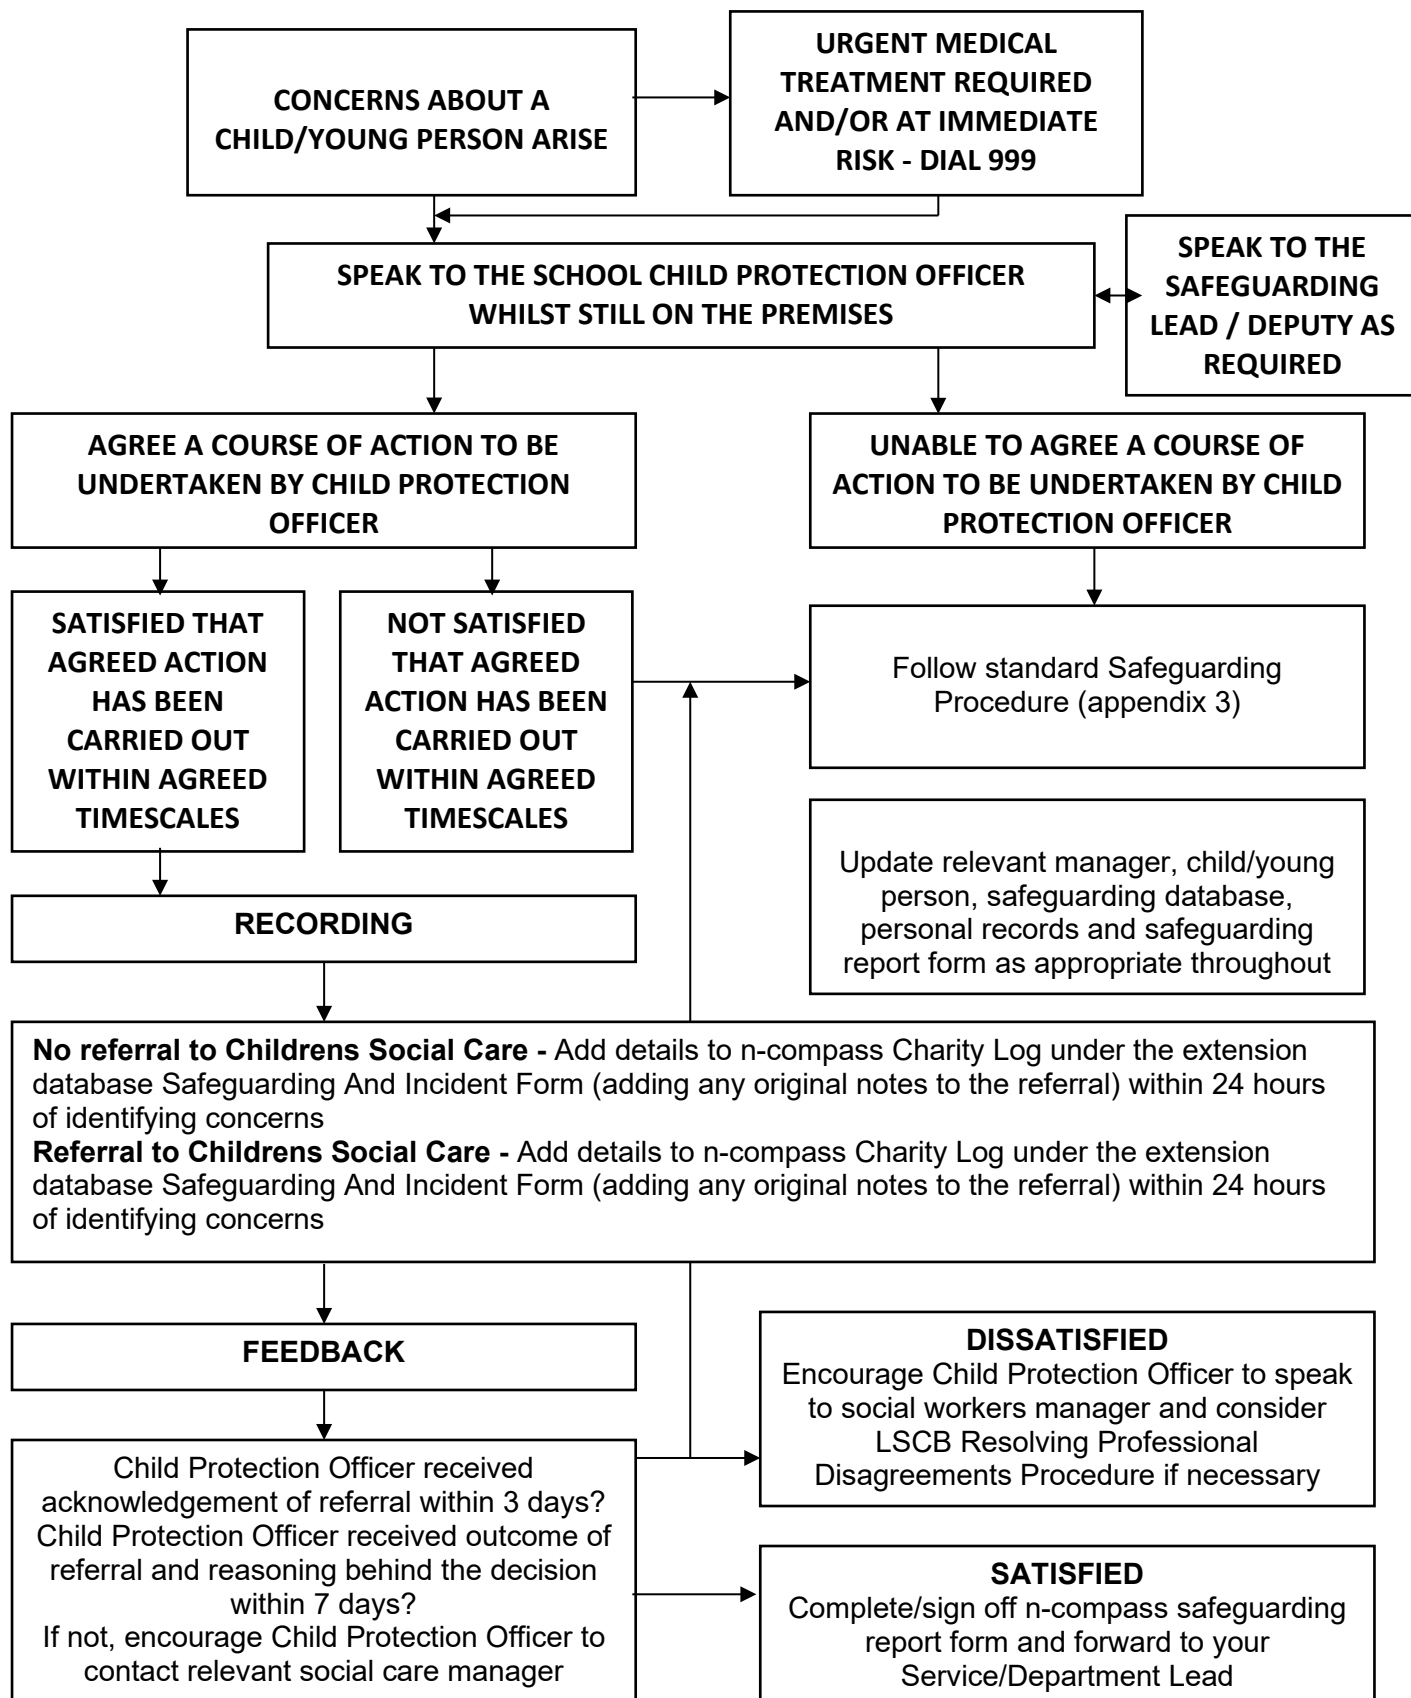 CONCERNS ABOUT A
CHILD/YOUNG PERSON ARISE
URGENT MEDICAL
TREATMENT REQUIRED
AND/OR AT IMMEDIATE
RISK - DIAL 999
SPEAK TO THE SCHOOL CHILD PROTECTION OFFICER
WHILST STILL ON THE PREMISES
SPEAK TO THE
SAFEGUARDING
LEAD / DEPUTY AS
REQUIRED
AGREE A COURSE OF ACTION TO BE
UNDERTAKEN BY CHILD PROTECTION
OFFICER
UNABLE TO AGREE A COURSE OF
ACTION TO BE UNDERTAKEN BY CHILD
PROTECTION OFFICER
SATISFIED THAT
AGREED ACTION
HAS BEEN
CARRIED OUT
WITHIN AGREED
TIMESCALES
NOT SATISFIED
THAT AGREED
ACTION HAS BEEN
CARRIED OUT
WITHIN AGREED
TIMESCALES
Follow standard Safeguarding
Procedure (appendix 3)
Update relevant manager, child/young
person, safeguarding database,
personal records and safeguarding
report form as appropriate throughout
RECORDING
No referral to Childrens Social Care - Add details to n-compass Charity Log under the extension
database Safeguarding And Incident Form (adding any original notes to the referral) within 24 hours
of identifying concerns
Referral to Childrens Social Care - Add details to n-compass Charity Log under the extension
database Safeguarding And Incident Form (adding any original notes to the referral) within 24 hours
of identifying concerns
FEEDBACK
DISSATISFIED
Encourage Child Protection Officer to speak
to social workers manager and consider
LSCB Resolving Professional
Disagreements Procedure if necessary
Child Protection Officer received
acknowledgement of referral within 3 days?
Child Protection Officer received outcome of
referral and reasoning behind the decision
within 7 days?
If not, encourage Child Protection Officer to
contact relevant social care manager
SATISFIED
Complete/sign off n-compass safeguarding
report form and forward to your
Service/Department Lead